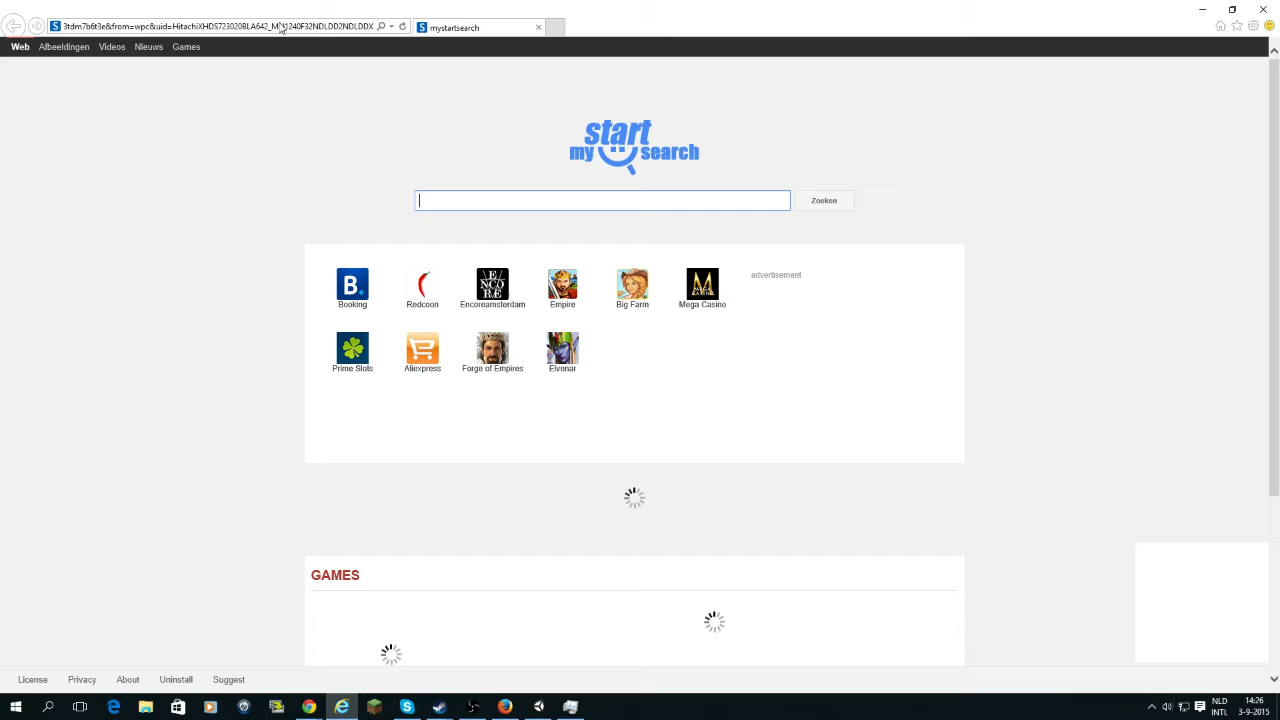 3tdm7b6t3e&from=wpc&uid=HitachiXHDS723020BLA642_MN1240F32NDLDD2NDLDDX
mystartsearch
Web Afbeeldingen Videos Nieuws Games
start
my search
Zoeken
Booking Redcoon Encoreamsterdam Empire Big Farm Mega Casino advertisement
Prime Slots Aliexpress Forge of Empires Elvenar
GAMES
License Privacy About Uninstall Suggest
NLD 14:26
INTL 3-9-2015